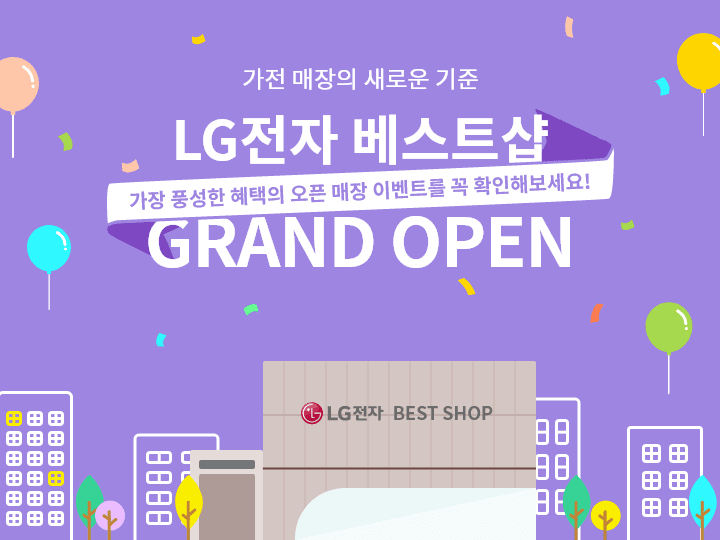 가전 매장의 새로운 기준
LG전자 베스트샵
가장 풍성한 혜택의 오픈 매장 이벤트를 꼭 확인해보세요!
GRAND OPEN
LG전자 BEST SHOP